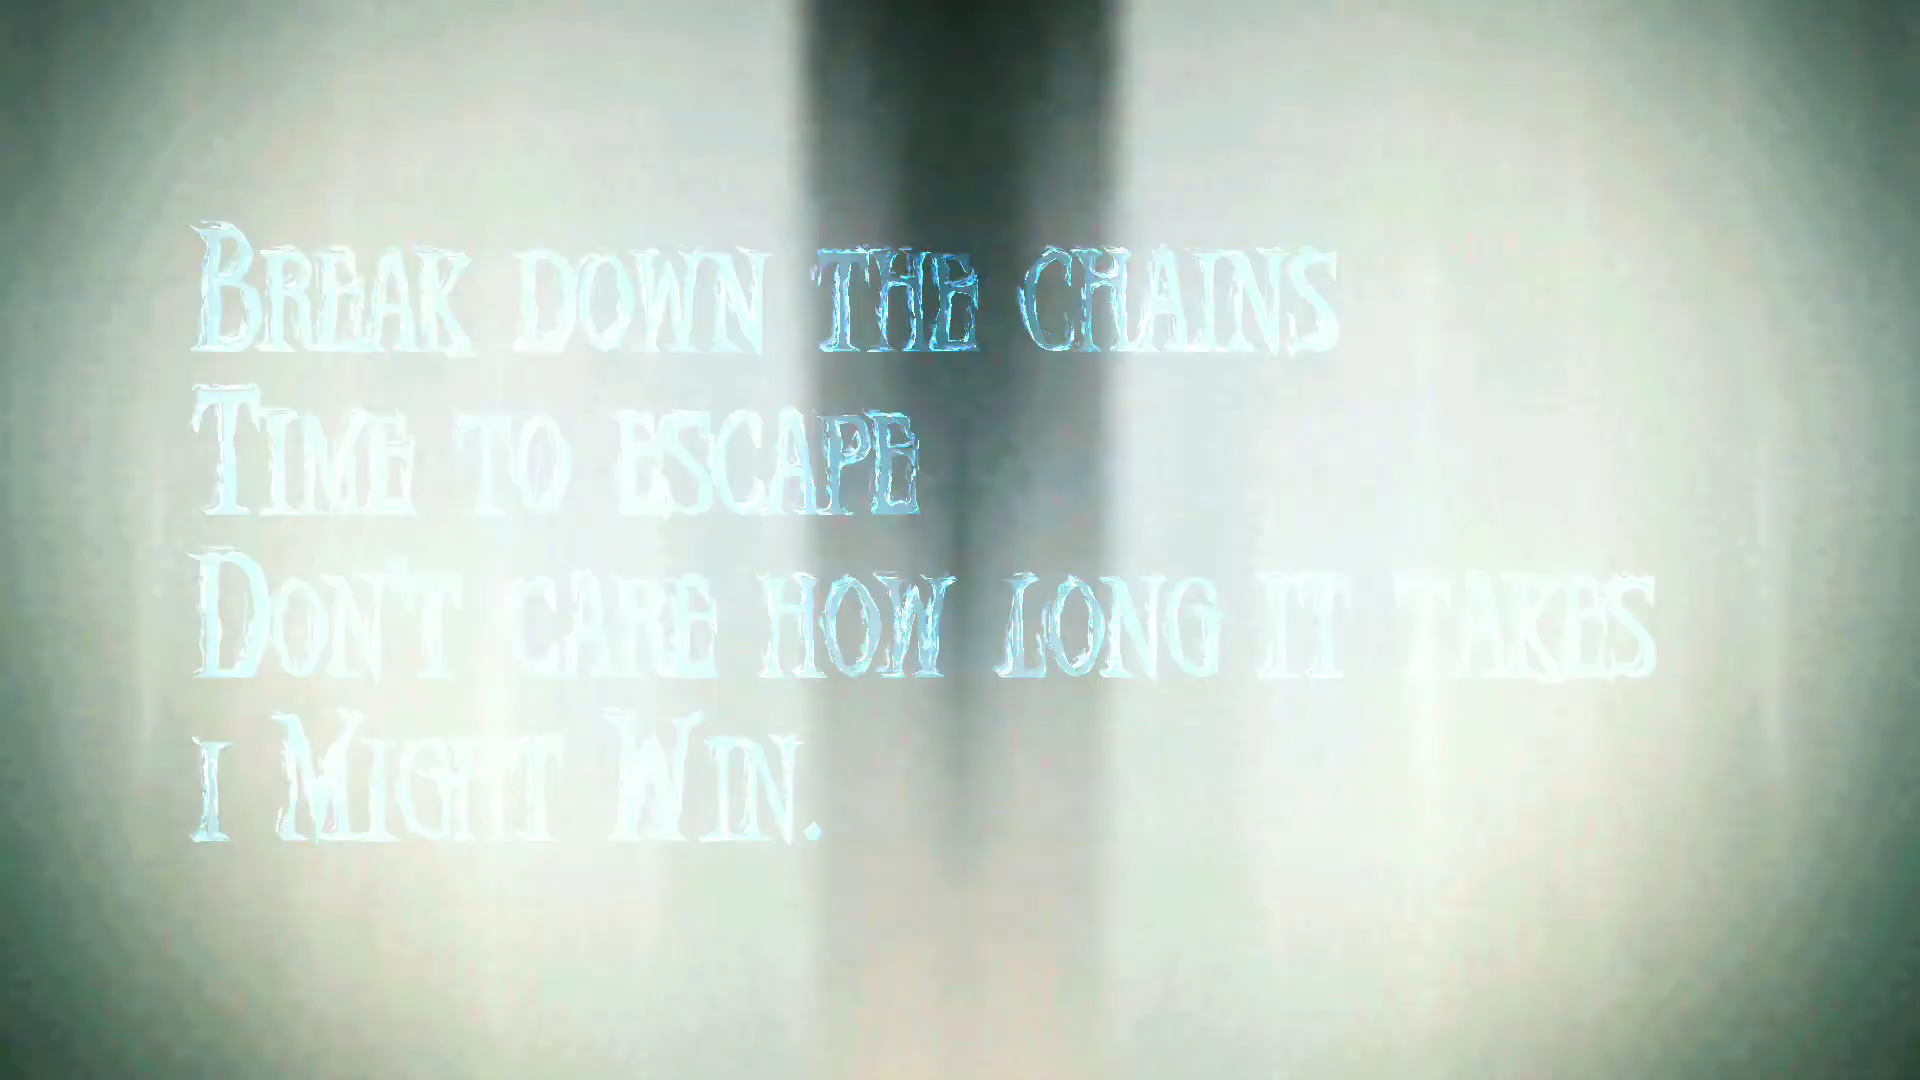 Break down the chains
Time to escape
Don't care how long it takes
i Might Win.